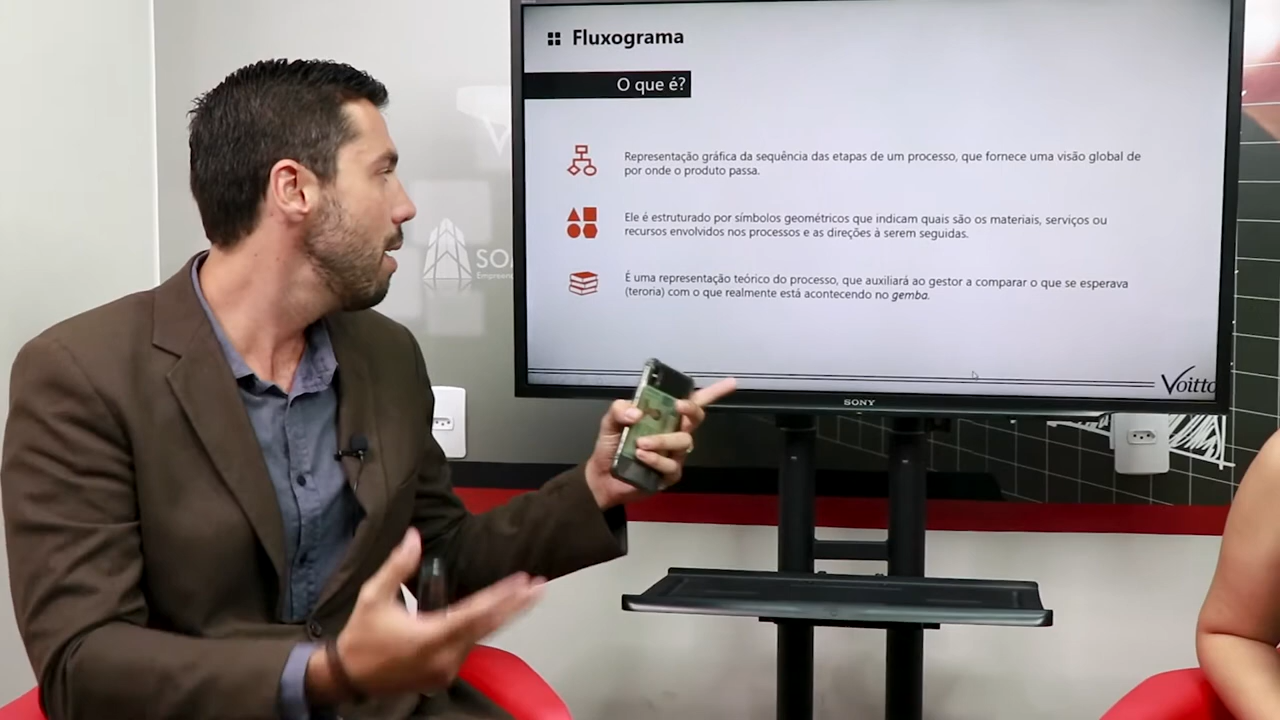 Fluxograma
O que é?
Representação gráfica da sequência das etapas de um processo, que fornece uma visão global de
por onde o produto passa.
Ele é estruturado por símbolos geométricos que indicam quais são os materiais, serviços ou
recursos envolvidos nos processos e as direções à serem seguidas.
É uma representação teórico do processo, que auxiliará ao gestor a comparar o que se esperava
(teroria) com o que realmente está acontecendo no gemba.
Voitto
SONY